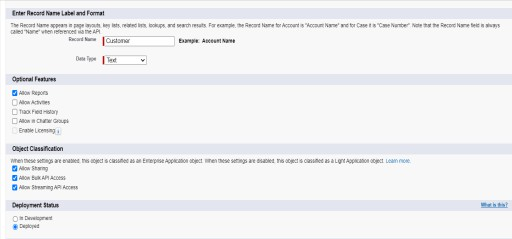 Enter Record Name Label and Format
The Record Name appears in page layouts, key lists, related lists, lookups, and search results. For example, the Record Name for Account is "Account Name" and for Case it is "Case Number". Note that the Record Name field is always
called "Name" when referenced via the API.
Record Name Customer Example: Account Name
Data Type Text
Optional Features
Allow Reports
Allow Activities
Track Field History
Allow in Chatter Groups
Enable Licensing i
Object Classification
When these settings are enabled, this object is classified as an Enterprise Application object. When these settings are disabled, this object is classified as a Light Application object. Learn more.
Allow Sharing
Allow Bulk API Access
Allow Streaming API Access
Deployment Status What is this?
In Development
Deployed